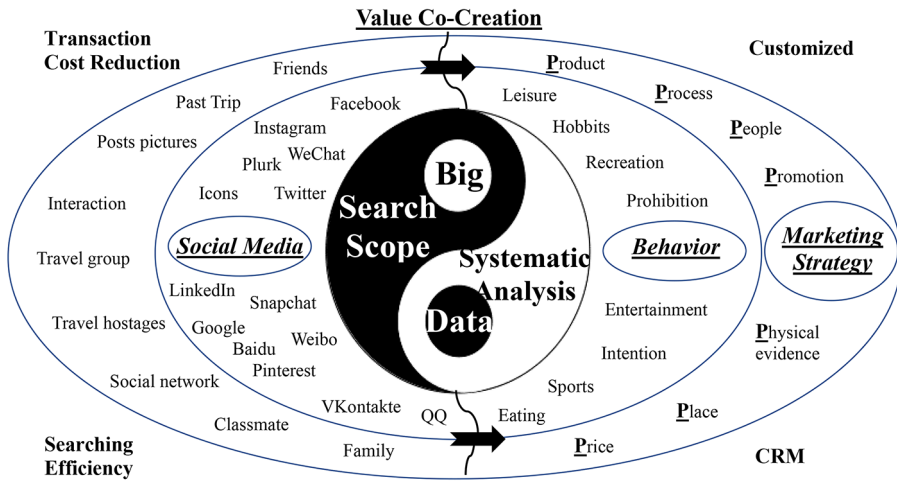 Value Co-Creation
Transaction
Cost Reduction
Customized
Friends
Product
Past Trip
Facebook
Leisure
Process
Posts pictures
Instagram
Hobbits
People
Plurk
WeChat
Big
Recreation
Promotion
Icons
Twitter
Interaction
Search
Scope
Prohibition
Social Media
Behavior
Marketing
Strategy
Travel group
Systematic
Analysis
LinkedIn
Snapchat
Data
Entertainment
Travel hostages
Google
Weibo
Physical
evidence
Baidu
Intention
Pinterest
Social network
Sports
VKontakte
QQ
Eating
Place
Classmate
Family
Price
Searching
Efficiency
CRM